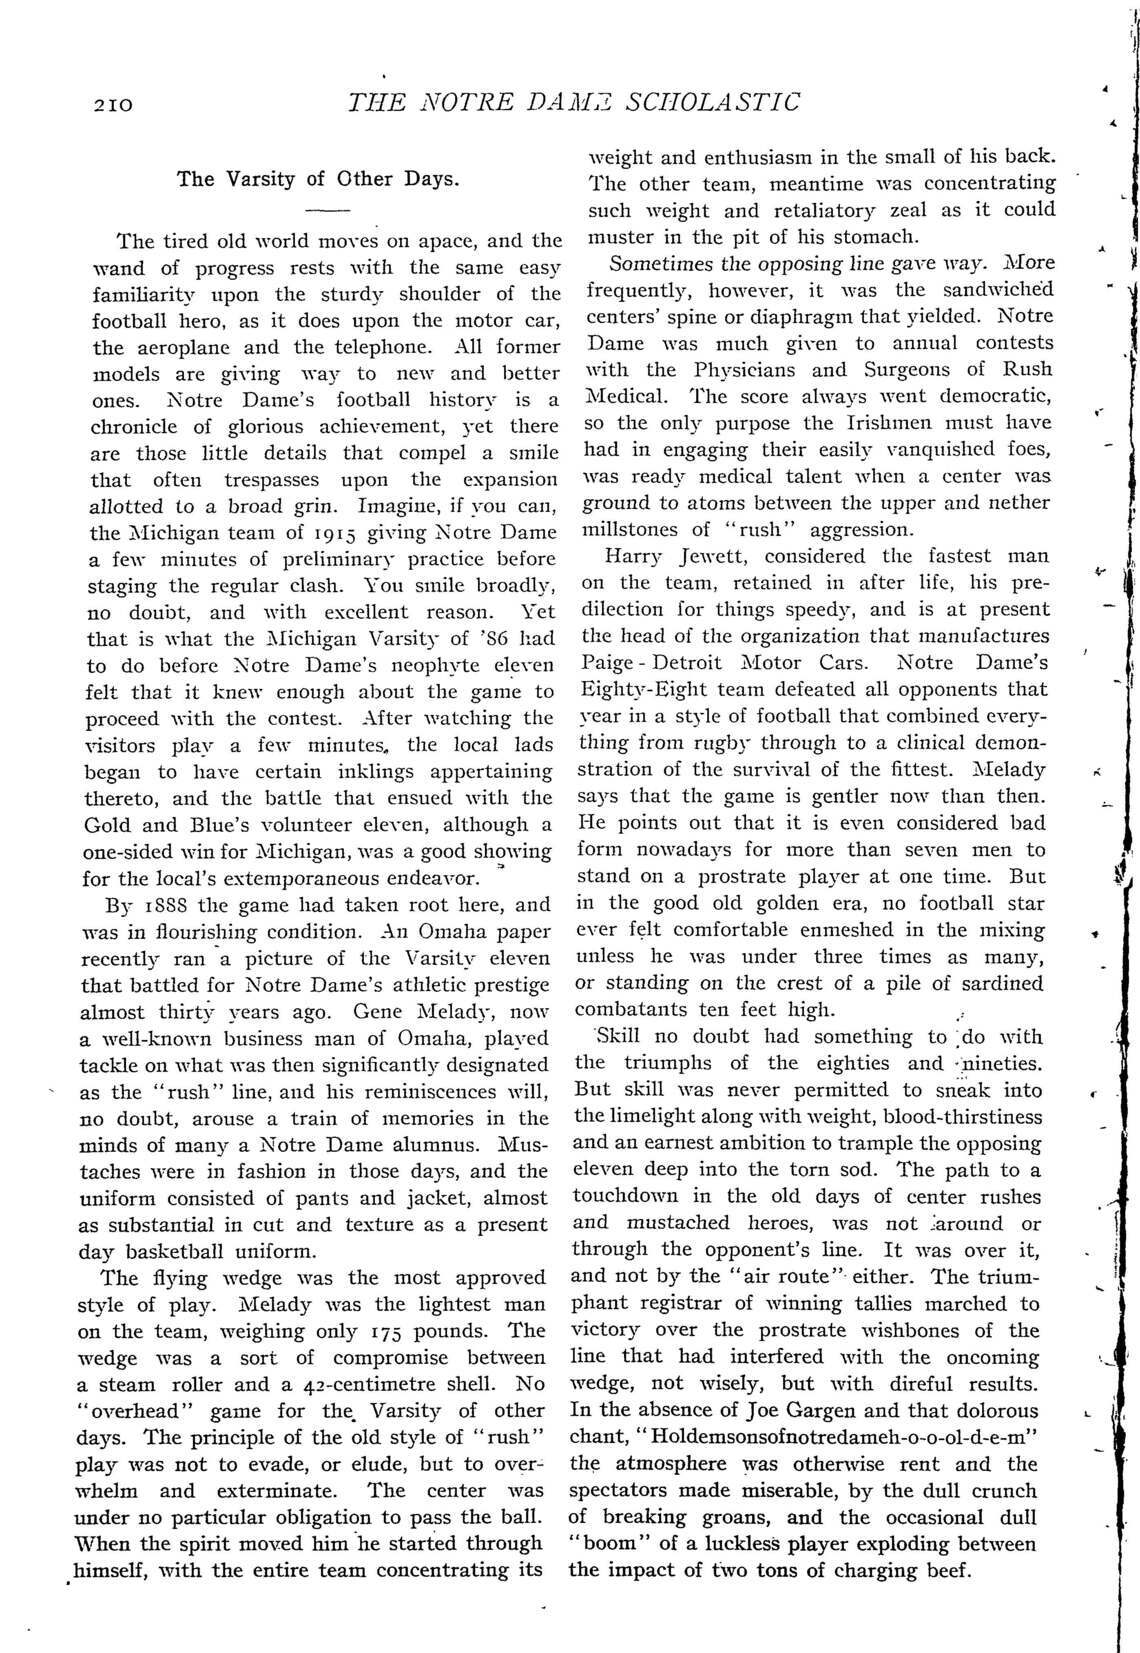 210
THE NOTRE DAME SCHOLASTIC
The Varsity of Other Days.
The tired old world moves on apace, and the
wand of progress rests with the same easy
familiarity upon the sturdy shoulder of the
football hero, as it does upon the motor car,
the aeroplane and the telephone. All former
models are giving way to new and better
ones. Notre Dame's football history is a
chronicle of glorious achievement, yet there
are those little details that compel a smile
that often trespasses upon the expansion
allotted to a broad grin. Imagine, if you can,
the Michigan team of 1915 giving Notre Dame
a few minutes of preliminary practice before
staging the regular clash. You smile broadly,
no doubt, and with excellent reason. Yet
that is what the Michigan Varsity of '86 had
to do before Notre Dame's neophyte eleven
felt that it knew enough about the game to
proceed with the contest. After watching the
visitors play a few minutes, the local lads
began to have certain inklings appertaining
thereto, and the battle that ensued with the
Gold and Blue's volunteer eleven, although a
one-sided win for Michigan, was a good showing
for the local's extemporaneous endeavor.
By 1888 the game had taken root here, and
was in flourishing condition. An Omaha paper
recently ran a picture of the Varsity eleven
that battled for Notre Dame's athletic prestige
almost thirty years ago. Gene Melady, now
a well-known business man of Omaha, played
tackle on what was then significantly designated
as the "rush" line, and his reminiscences will,
no doubt, arouse a train of memories in the
minds of many a Notre Dame alumnus. Mus-
taches were in fashion in those days, and the
uniform consisted of pants and jacket, almost
as substantial in cut and texture as a present
day basketball uniform.
The flying wedge was the most approved
style of play. Melady was the lightest man
on the team, weighing only 175 pounds. The
wedge was a sort of compromise between
a steam roller and a 42-centimetre shell. No
"overhead" game for the Varsity of other
days. The principle of the old style of "rush"
play was not to evade, or elude, but to over-
whelm and exterminate. The center was
under no particular obligation to pass the ball.
When the spirit moved him he started through
himself, with the entire team concentrating its
weight and enthusiasm in the small of his back.
The other team, meantime was concentrating
such weight and retaliatory zeal as it could
muster in the pit of his stomach.
Sometimes the opposing line gave way. More
frequently, however, it was the sandwiched
centers' spine or diaphragm that yielded. Notre
Dame was much given to annual contests
with the Physicians and Surgeons of Rush
Medical. The score always went democratic,
so the only purpose the Irishmen must have
had in engaging their easily vanquished foes,
was ready medical talent when a center was
ground to atoms between the upper and nether
millstones of "rush" aggression.
Harry Jewett, considered the fastest man
on the team, retained in after life, his pre-
dilection for things speedy, and is at present
the head of the organization that manufactures
Paige-Detroit Motor Cars. Notre Dame's
Eighty-Eight team defeated all opponents that
year in a style of football that combined every-
thing from rugby through to a clinical demon-
stration of the survival of the fittest. Melady
says that the game is gentler now than then.
He points out that it is even considered bad
form nowadays for more than seven men to
stand on a prostrate player at one time. But
in the good old golden era, no football star
ever felt comfortable enmeshed in the mixing
unless he was under three times as many,
or standing on the crest of a pile of sardined
combatants ten feet high.
Skill no doubt had something to do with
the triumphs of the eighties and nineties.
But skill was never permitted to sneak into
the limelight along with weight, blood-thirstiness
and an earnest ambition to trample the opposing
eleven deep into the torn sod. The path to a
touchdown in the old days of center rushes
and mustached heroes, was not around or
through the opponent's line. It was over it,
and not by the "air route" either. The trium-
phant registrar of winning tallies marched to
victory over the prostrate wishbones of the
line that had interfered with the oncoming
wedge, not wisely, but with direful results.
In the absence of Joe Gargen and that dolorous
chant, "Holdemsonsofnotredameh-o-o-ol-d-e-m"
the atmosphere was otherwise rent and the
spectators made miserable, by the dull crunch
of breaking groans, and the occasional dull
"boom" of a luckless player exploding between
the impact of two tons of charging beef.